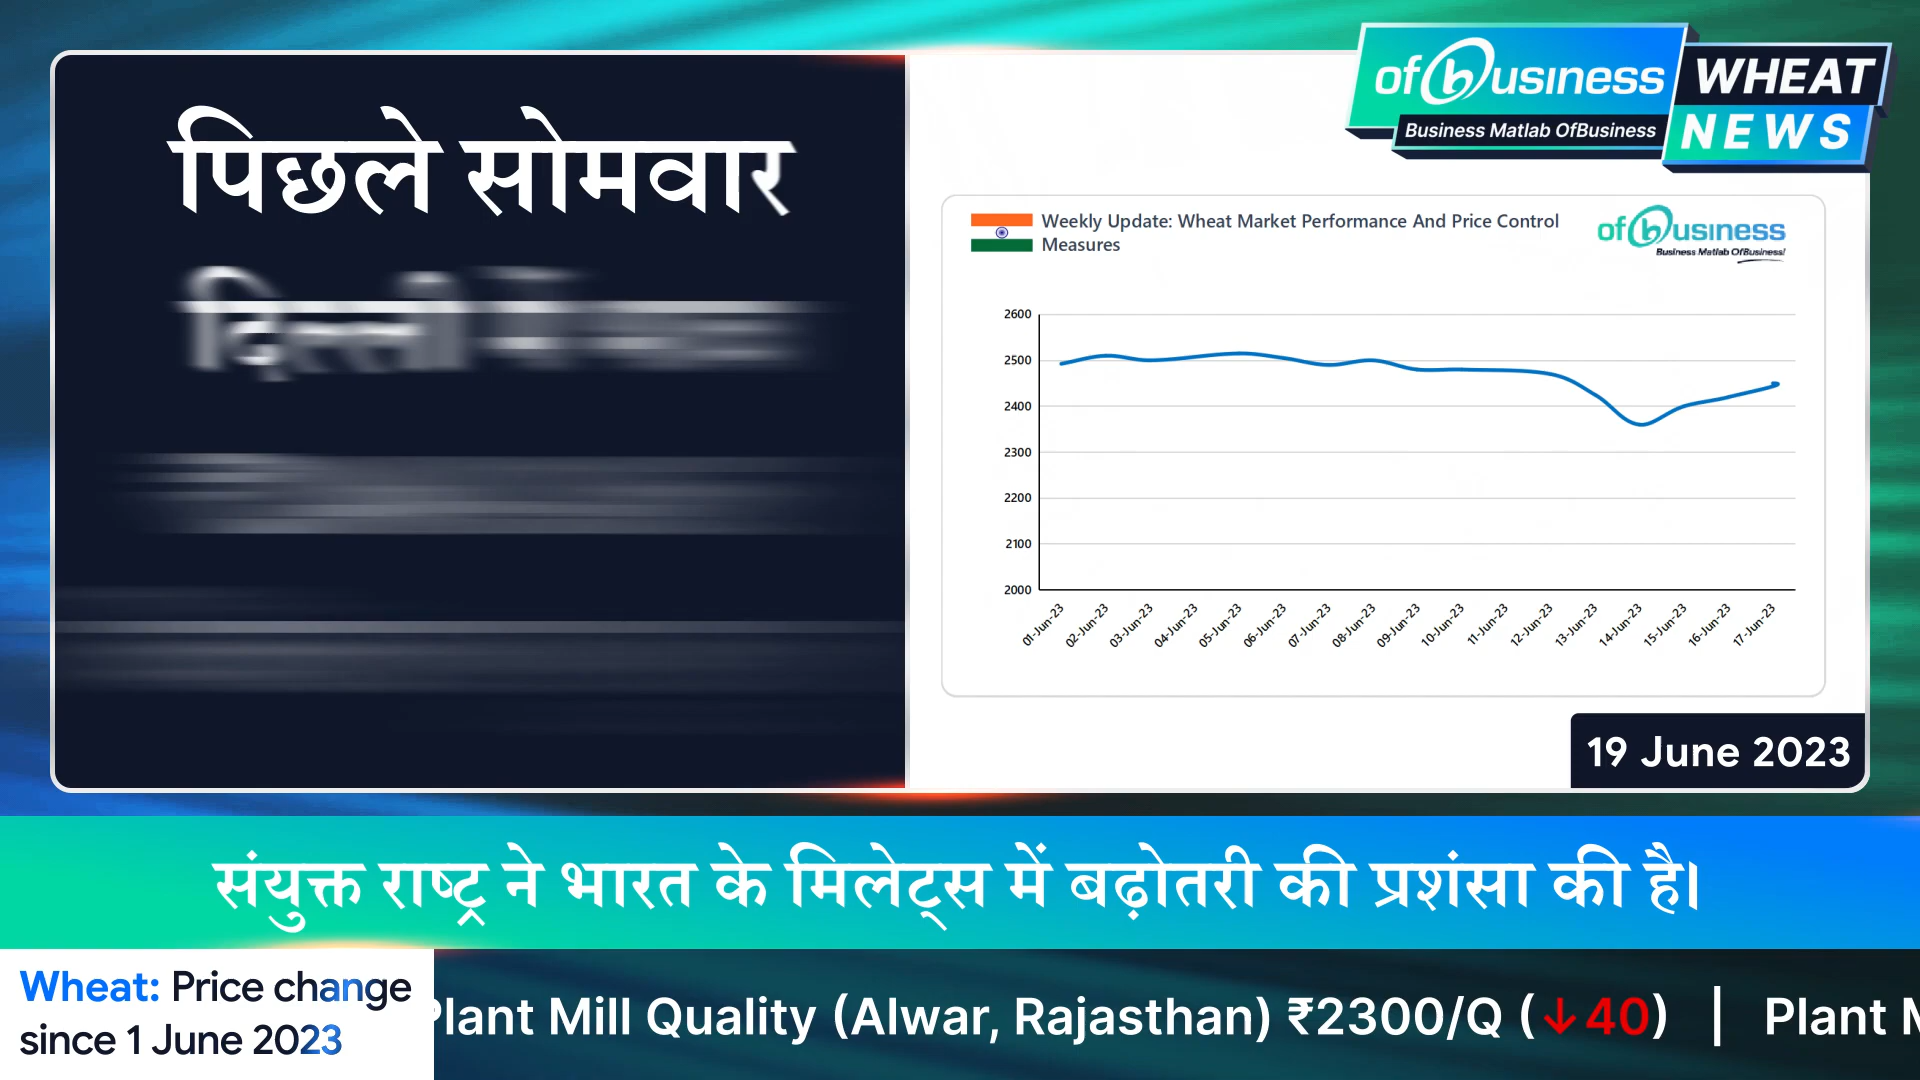 पिछले सोमवार
दिल्ली
ofbusiness
Business Matlab OfBusiness
WHEAT
NEWS
Weekly Update: Wheat Market Performance And Price Control
Measures
ofbusiness
Business Matlab OfBusiness!
2600
2500
2400
2300
2200
2100
2000
01-Jun-23
02-Jun-23
03-Jun-23
04-Jun-23
05-Jun-23
06-Jun-23
07-Jun-23
08-Jun-23
09-Jun-23
10-Jun-23
11-Jun-23
12-Jun-23
13-Jun-23
14-Jun-23
15-Jun-23
16-Jun-23
17-Jun-23
19 June 2023
संयुक्त राष्ट्र ने भारत के मिलेट्स में बढ़ोतरी की प्रशंसा की है।
Wheat: Price change
since 1 June 2023
Plant Mill Quality (Alwar, Rajasthan) ₹2300/Q (↓40) | Plant M